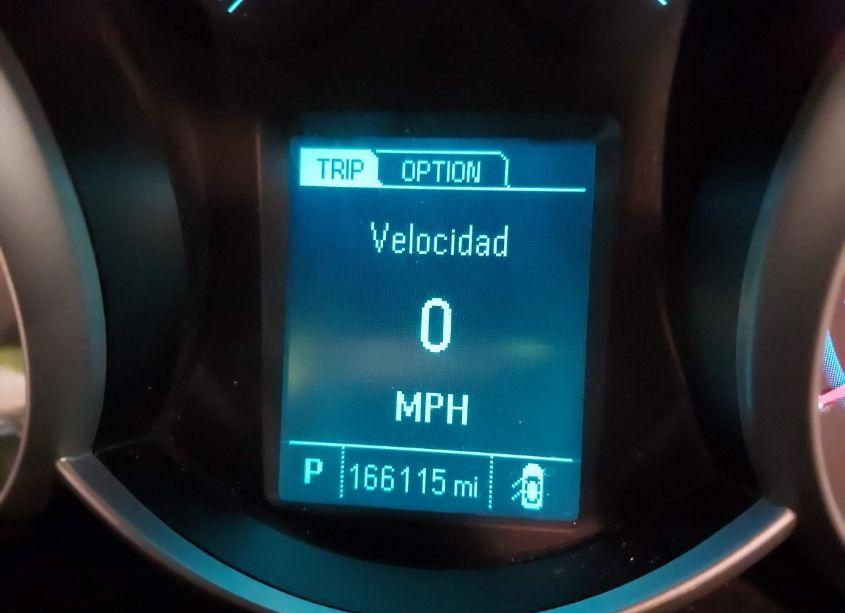 TRIP OPTION
Velocidad
0
MPH
P 166115 mi